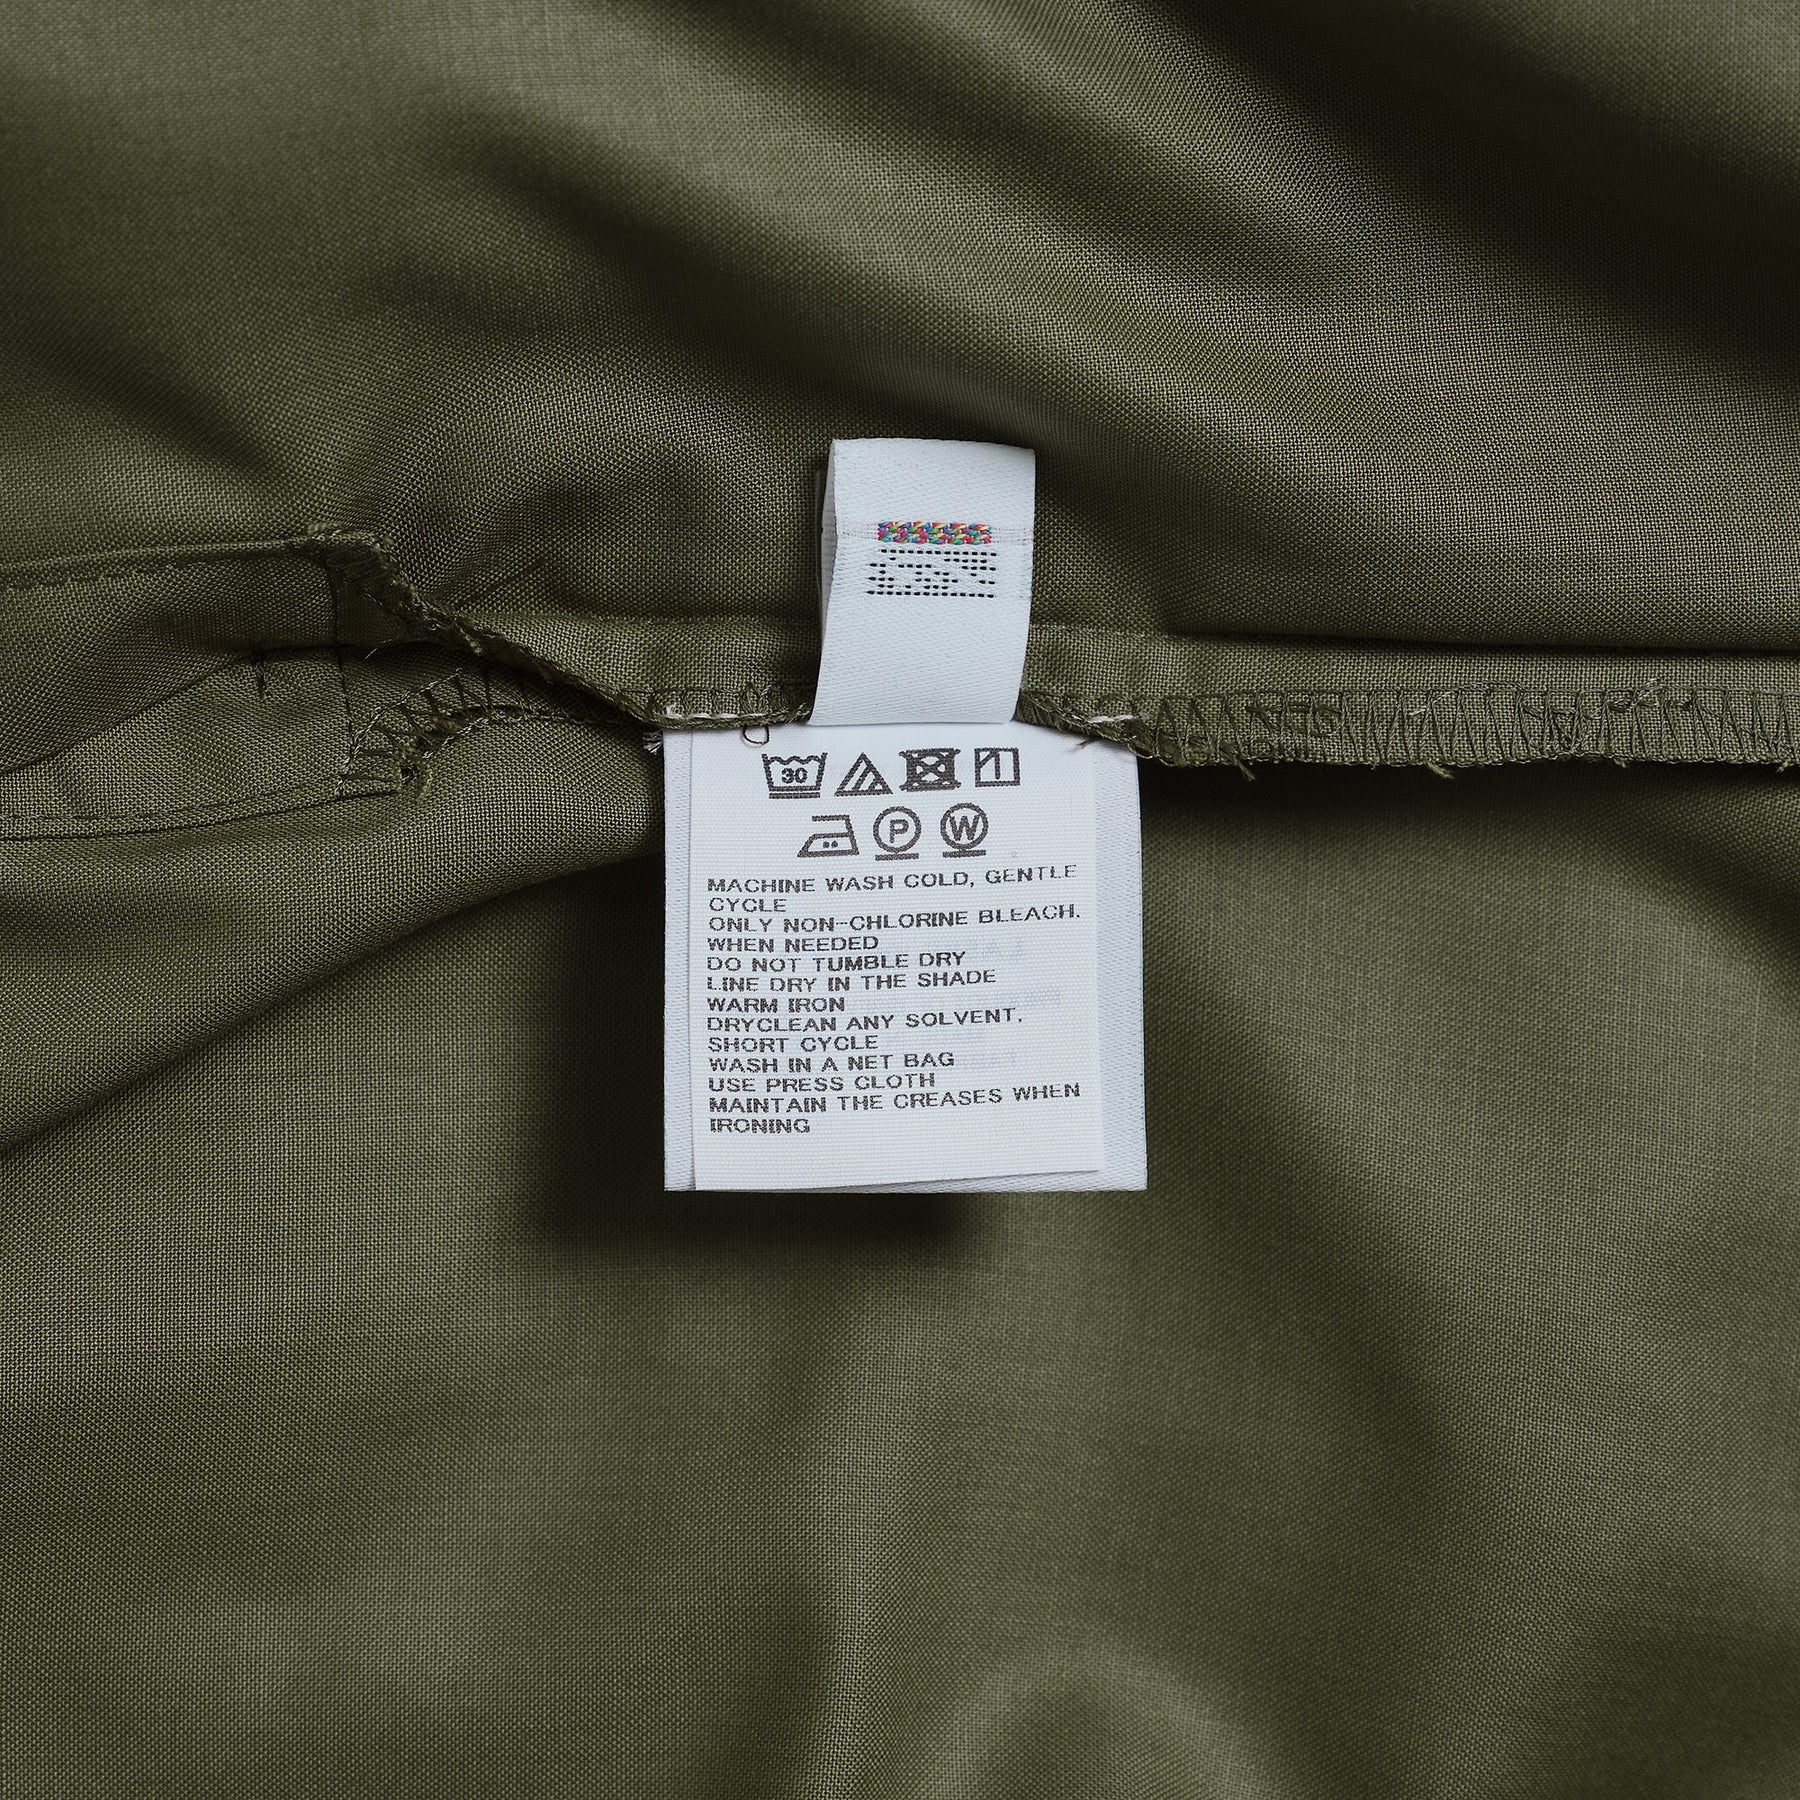 30
P W
MACHINE WASH COLD, GENTLE
CYCLE
ONLY NON-CHLORINE BLEACH.
WHEN NEEDED
DO NOT TUMBLE DRY
LINE DRY IN THE SHADE
WARM IRON
DRYCLEAN ANY SOLVENT,
SHORT CYCLE
WASH IN A NET BAG
USE PRESS CLOTH
MAINTAIN THE CREASES WHEN
IRONING